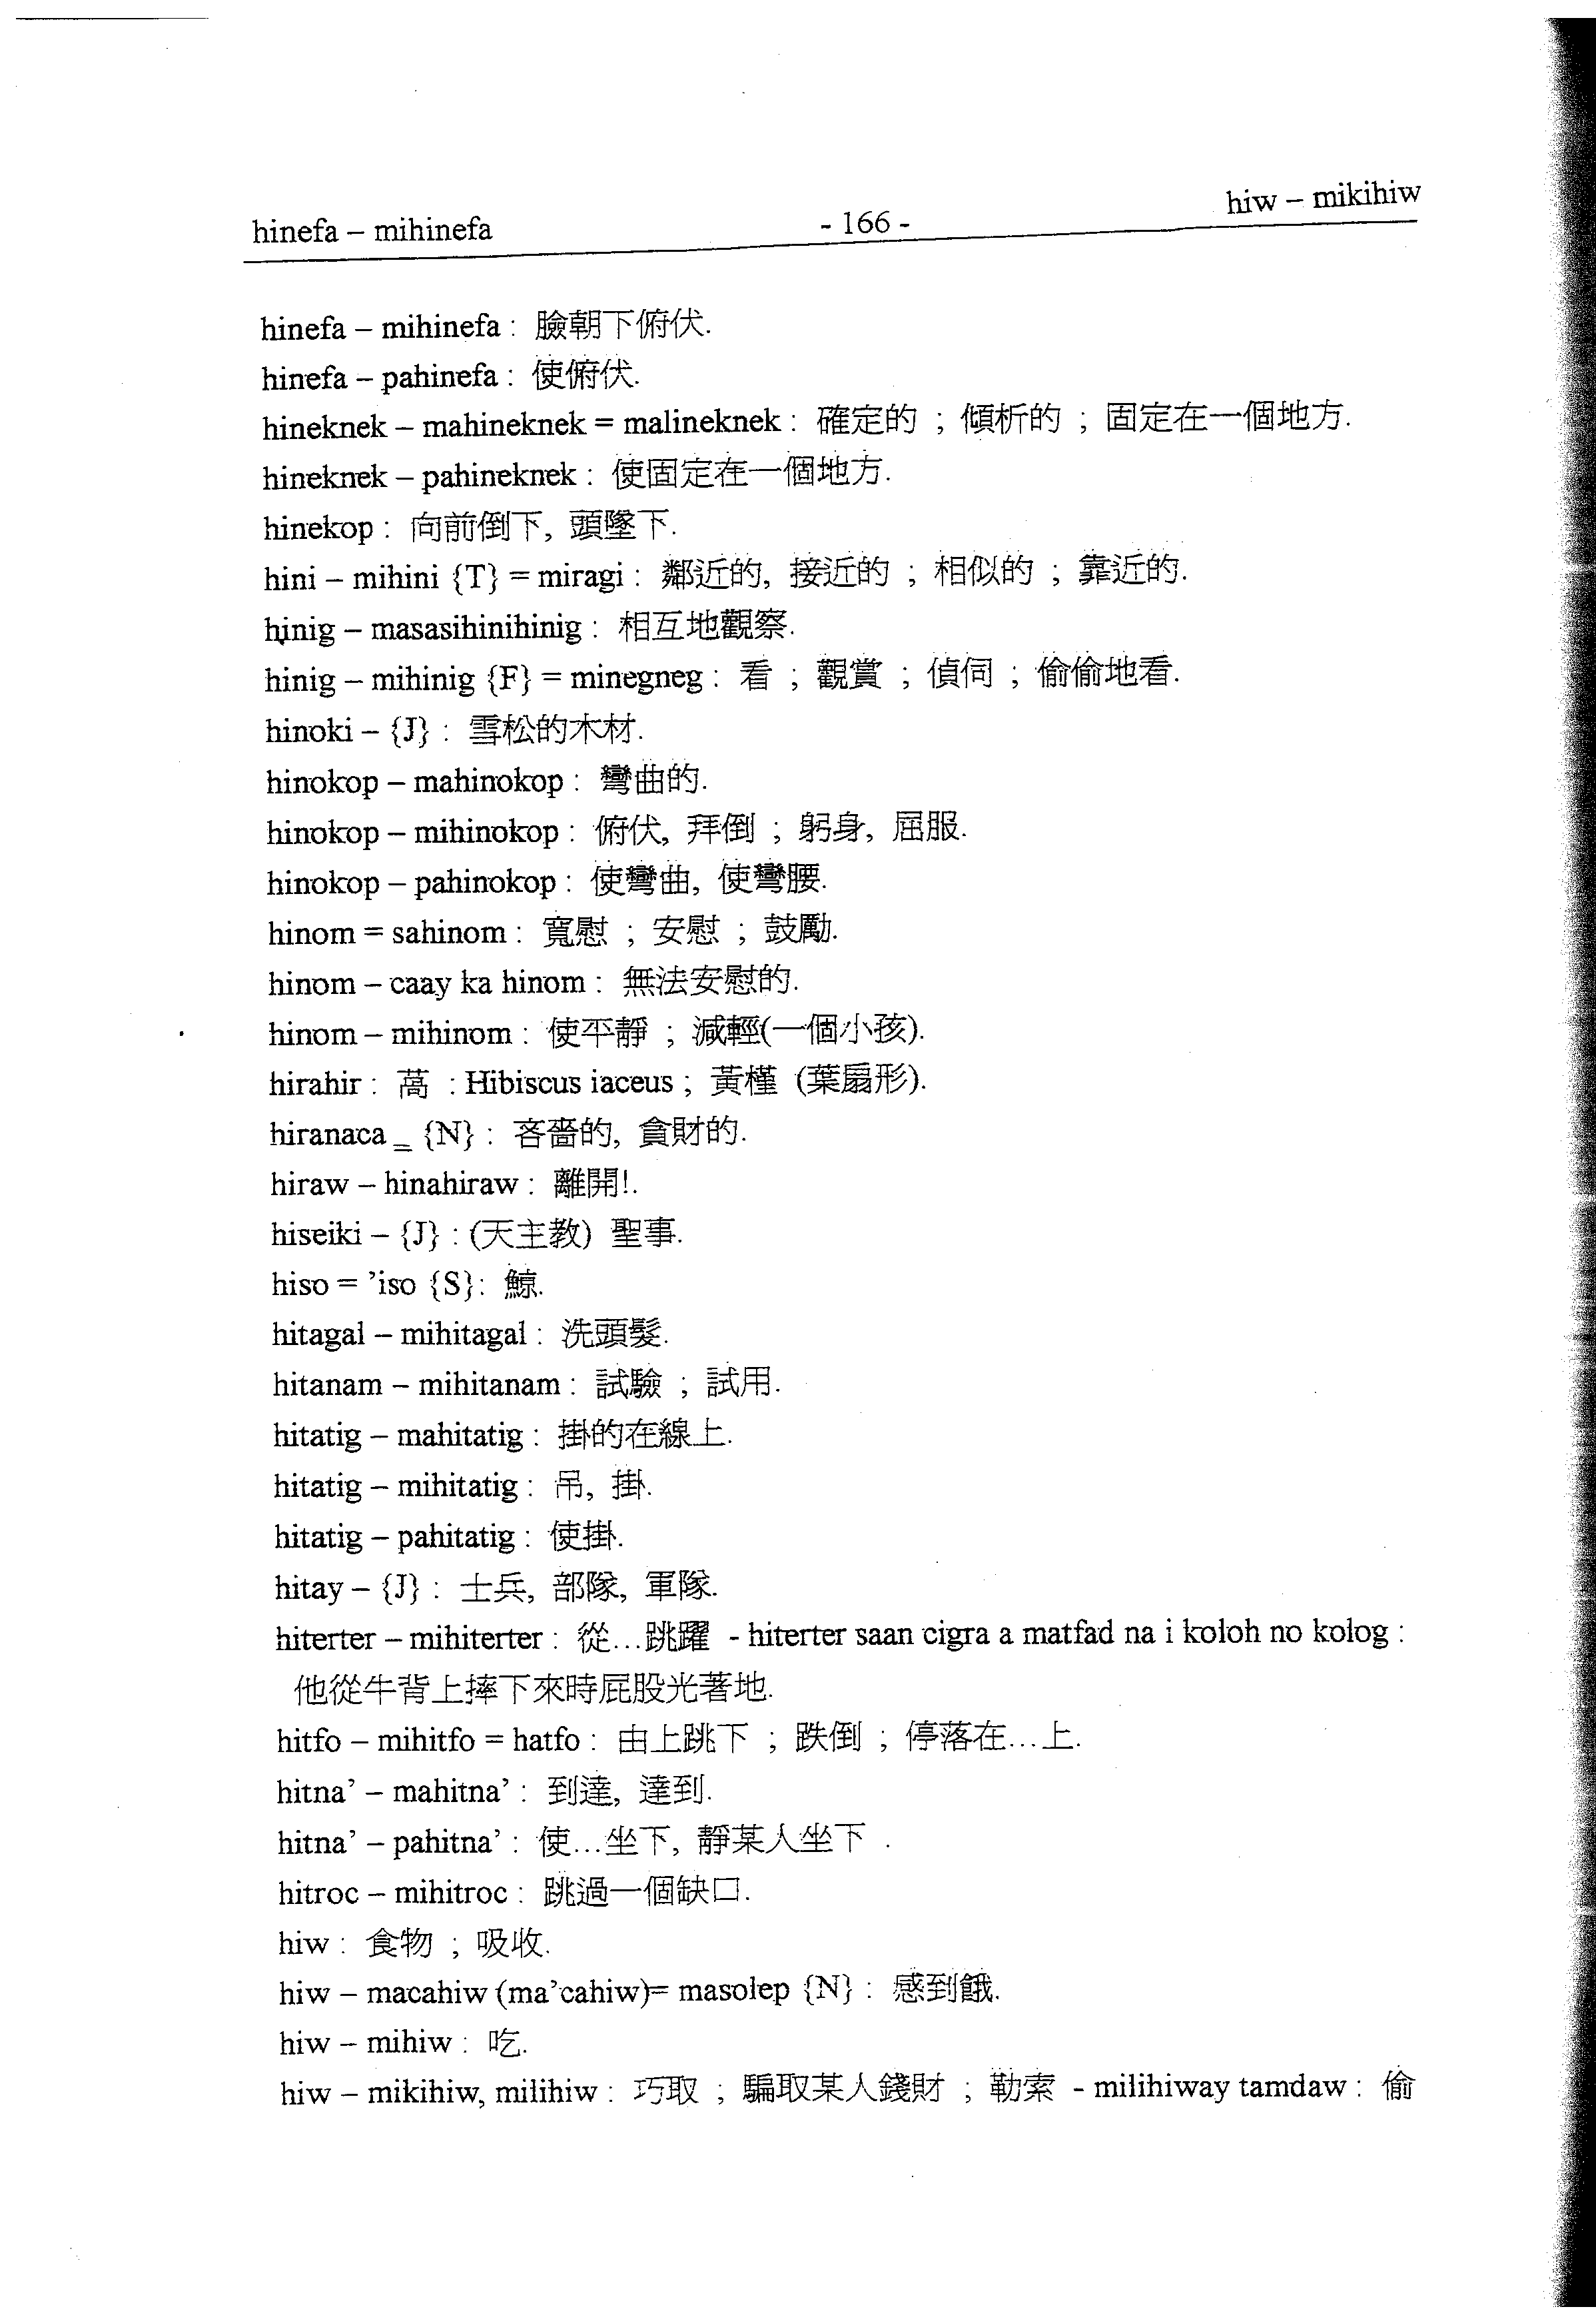 hinefa – mihinefa - 166 - hiw – mikihiw
hinefa – mihinefa : 臉朝下俯伏.
hinefa – pahinefa : 使俯伏.
hineknek – mahineknek = malineknek : 確定的 ; 傾析的 ; 固定在一個地方.
hineknek – pahineknek : 使固定在一個地方.
hinekop : 向前倒下, 頭墜下.
hini – mihini {T} = miragi : 鄰近的, 接近的 ; 相似的 ; 靠近的.
hinig – masasihinihinig : 相互地觀察.
hinig – mihinig {F} = minegneg : 看 ; 觀賞 ; 偵伺 ; 偷偷地看.
hinoki – {J} : 雪松的木材.
hinokop – mahinokop : 彎曲的.
hinokop – mihinokop : 俯伏, 拜倒 ; 躬身, 屈服.
hinokop – pahinokop : 使彎曲, 使彎腰.
hinom = sahinom : 寬慰 ; 安慰 ; 鼓勵.
hinom – caay ka hinom : 無法安慰的.
hinom – mihinom : 使平靜 ; 減輕(一個小孩).
hirahir : 萵 : Hibiscus iaceus ; 黃槿 (葉扇形).
hiranaca = {N} : 吝嗇的, 貪財的.
hiraw – hinahiraw : 離開!.
hiseiki – {J} : (天主教) 聖事.
hiso = ’iso {S}: 鯨.
hitagal – mihitagal : 洗頭髮.
hitanam – mihitanam : 試驗 ; 試用.
hitatig – mahitatig : 掛的在線上.
hitatig – mihitatig : 吊, 掛.
hitatig – pahitatig : 使掛.
hitay – {J} : 士兵, 部隊, 軍隊.
hiterter – mihiterter : 從…跳躍 - hiterter saan cigra a matfad na i koloh no kolog :
他從牛背上摔下來時屁股光著地.
hitfo – mihitfo = hatfo : 由上跳下 ; 跌倒 ; 停落在…上.
hitna’ – mahitna’ : 到達, 達到.
hitna’ – pahitna’ : 使…坐下, 靜某人坐下 .
hitroc – mihitroc : 跳過一個缺口.
hiw : 食物 ; 吸收.
hiw – macahiw (ma’cahiw)= masolep {N} : 感到餓.
hiw – mihiw : 吃.
hiw – mikihiw, milihiw : 巧取 ; 騙取某人錢財 ; 勒索 - milihiway tamdaw : 偷